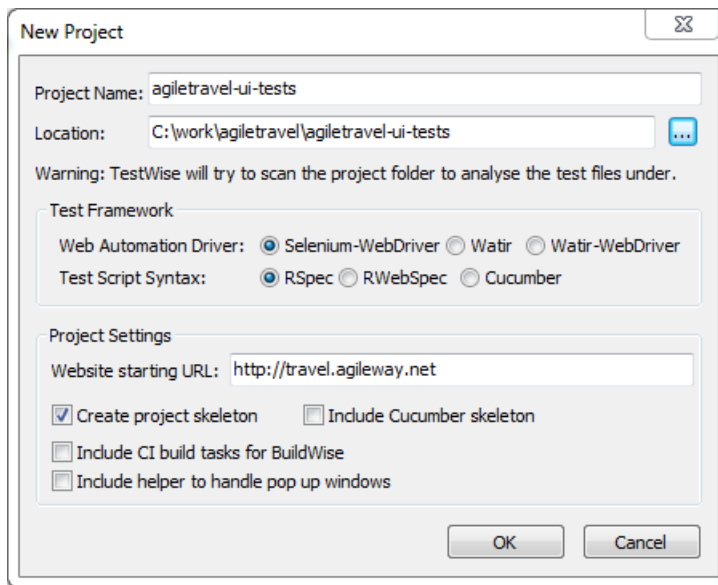 New Project
Project Name: agiletravel-ui-tests
Location: C:\work\agiletravel\agiletravel-ui-tests ...
Warning: TestWise will try to scan the project folder to analyse the test files under.
Test Framework
Web Automation Driver: Selenium-WebDriver Watir Watir-WebDriver
Test Script Syntax: RSpec RWebSpec Cucumber
Project Settings
Website starting URL: http://travel.agileway.net
Create project skeleton Include Cucumber skeleton
Include CI build tasks for BuildWise
Include helper to handle pop up windows
OK Cancel